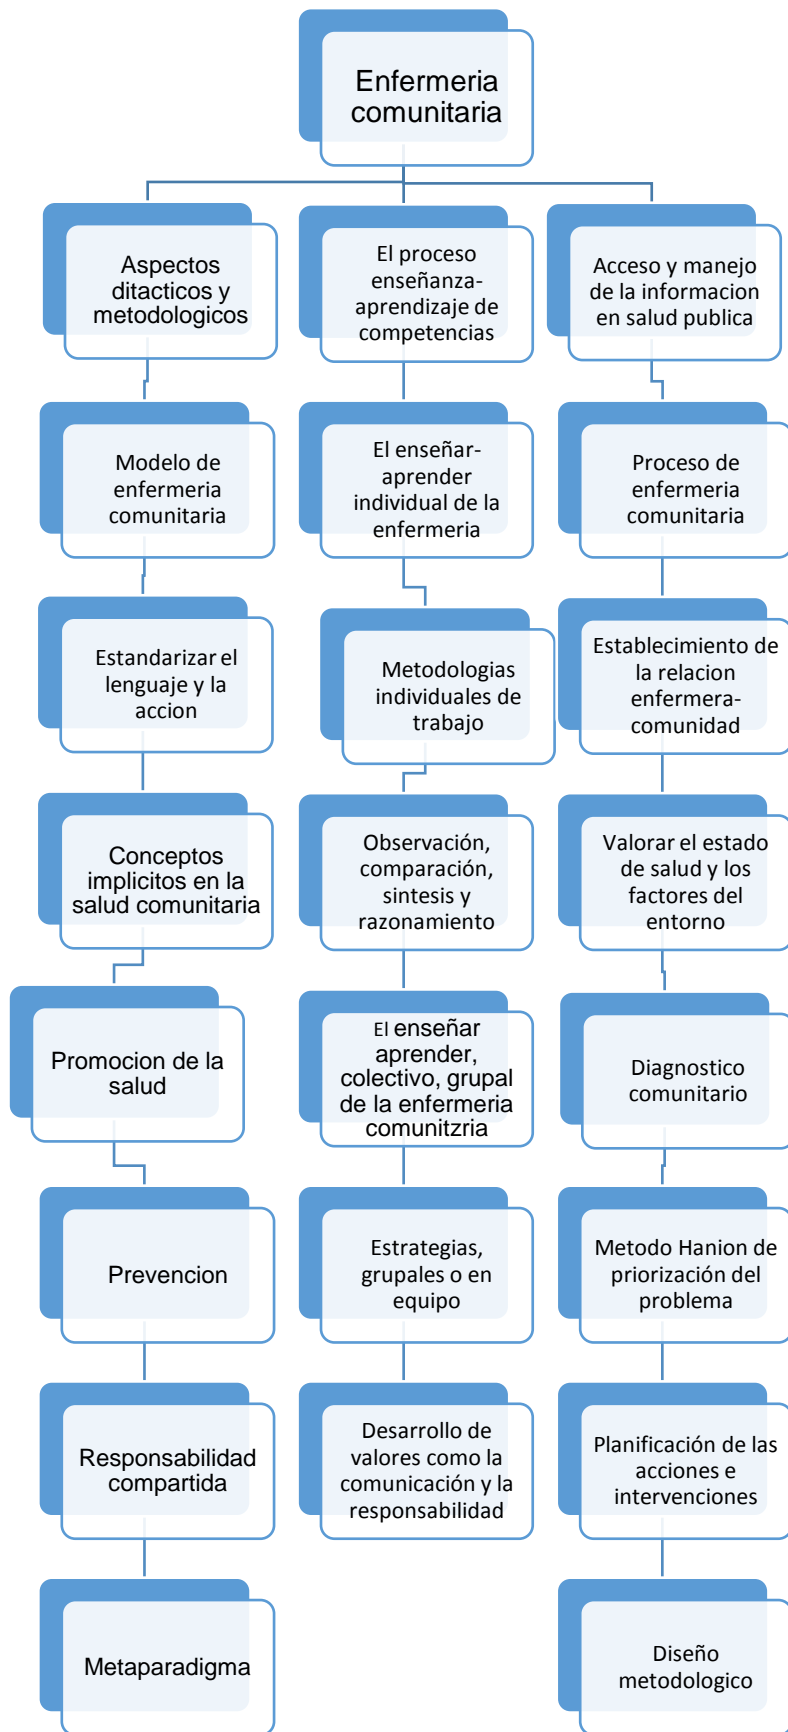 Enfermeria
comunitaria
Aspectos
ditacticos y
metodologicos
El proceso
enseñanza-
aprendizaje de
competencias
Acceso y manejo
de la informacion
en salud publica
Modelo de
enfermeria
comunitaria
El enseñar-
aprender
individual de la
enfermeria
Proceso de
enfermeria
comunitaria
Estandarizar el
lenguaje y la
accion
Metodologias
individuales de
trabajo
Establecimiento de
la relacion
enfermera-
comunidad
Conceptos
implicitos en la
salud comunitaria
Observación,
comparación,
sintesis y
razonamiento
Valorar el estado
de salud y los
factores del
entorno
Promocion de la
salud
El enseñar
aprender,
colectivo, grupal
de la enfermeria
comunitzria
Diagnostico
comunitario
Prevencion
Estrategias,
grupales o en
equipo
Metodo Hanion de
priorización del
problema
Responsabilidad
compartida
Desarrollo de
valores como la
comunicación y la
responsabilidad
Planificación de las
acciones e
intervenciones
Metaparadigma
Diseño
metodologico